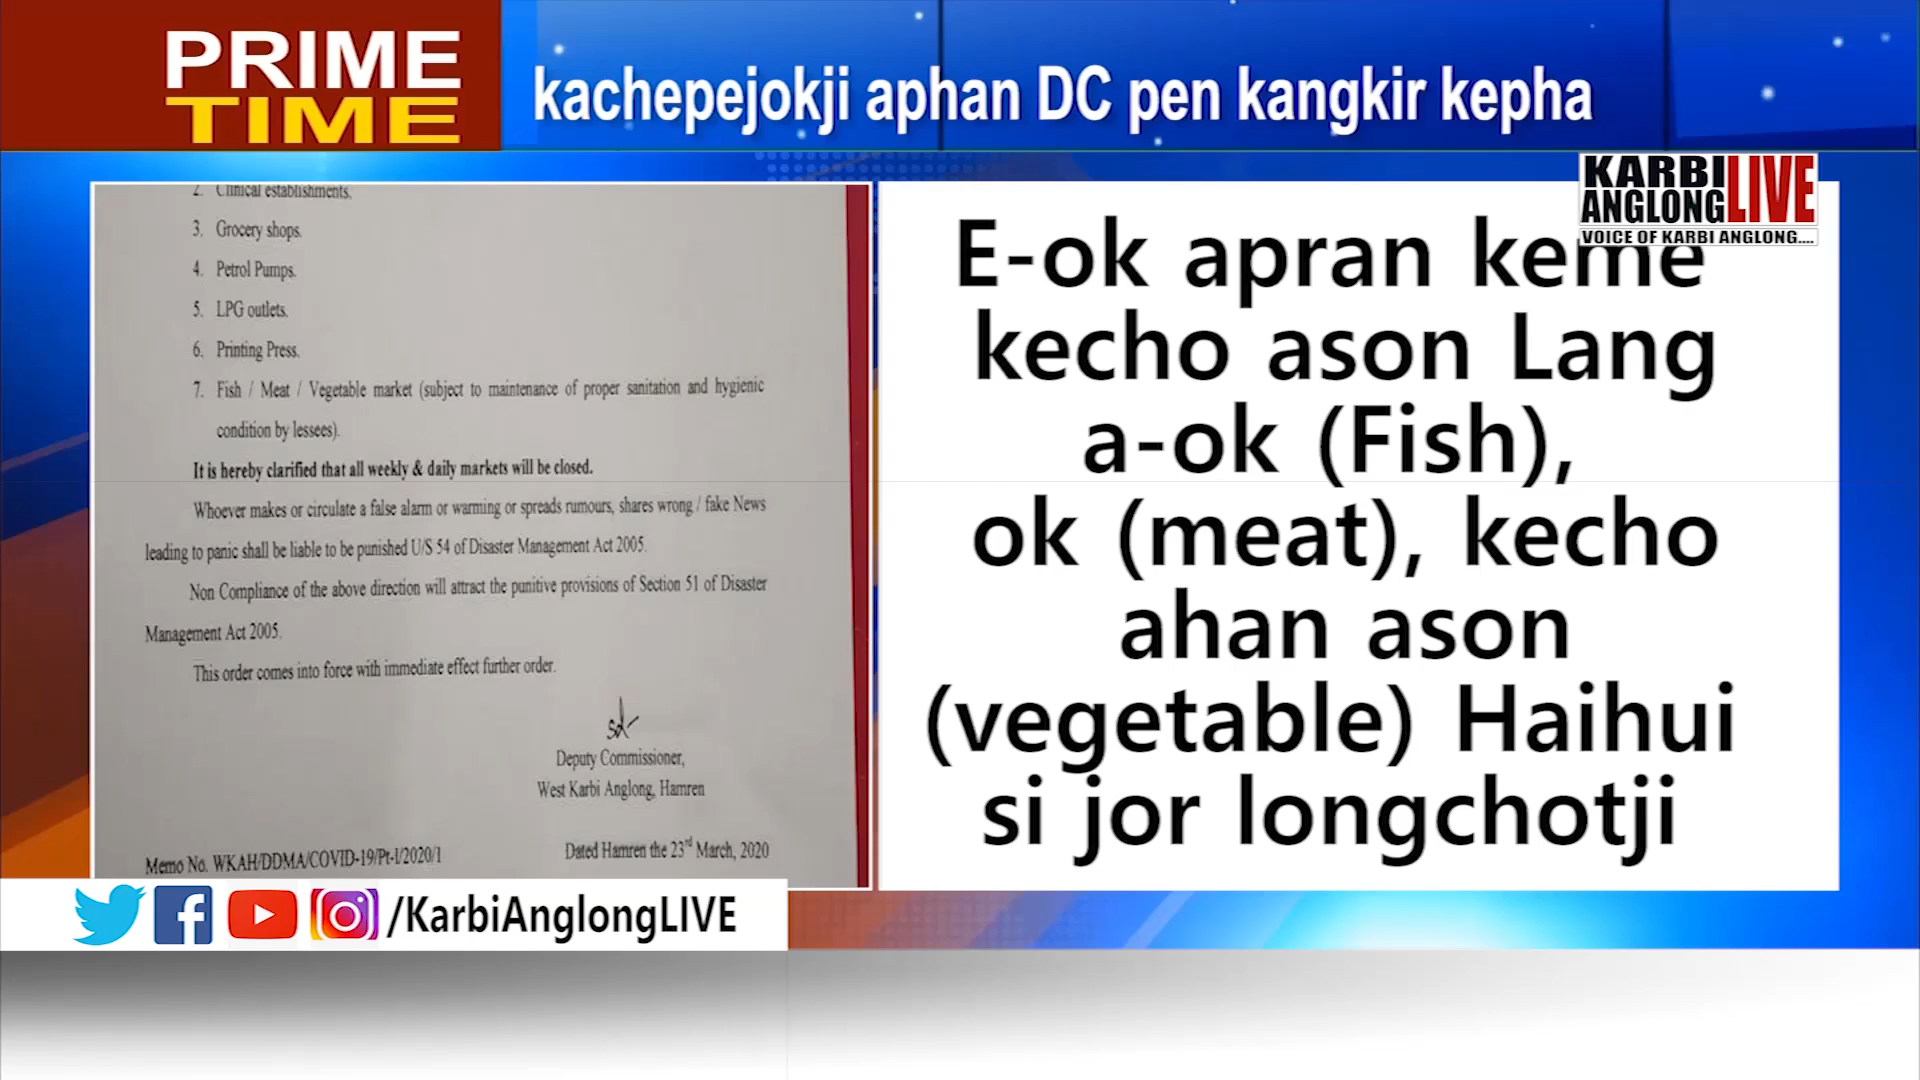 PRIME
TIME
kachepejokji aphan DC pen kangkir kepha
KARBI
ANGLONG LIVE
VOICE OF KARBI ANGLONG....
2. Clinical establishments.
3. Grocery shops.
4. Petrol Pumps.
5. LPG outlets.
6. Printing Press.
7. Fish / Meat / Vegetable market (subject to maintenance of proper sanitation and hygienic
condition by lessees).
It is hereby clarified that all weekly & daily markets will be closed.
Whoever makes or circulate a false alarm or warning or spreads rumours, shares wrong / fake News
leading to panic shall be liable to be punished U/S 54 of Disaster Management Act 2005.
Non Compliance of the above direction will attract the punitive provisions of Section 51 of Disaster
Management Act 2005.
This order comes into force with immediate effect further order.
sd/-
Deputy Commissioner,
West Karbi Anglong, Hamren
Memo No. WKAH/DDMA/COVID-19/Pt-I/2020/1 Dated Hamren the 23rd March, 2020
E-ok apran keme
kecho ason Lang
a-ok (Fish),
ok (meat), kecho
ahan ason
(vegetable) Haihui
si jor longchotji
/KarbiAnglongLIVE